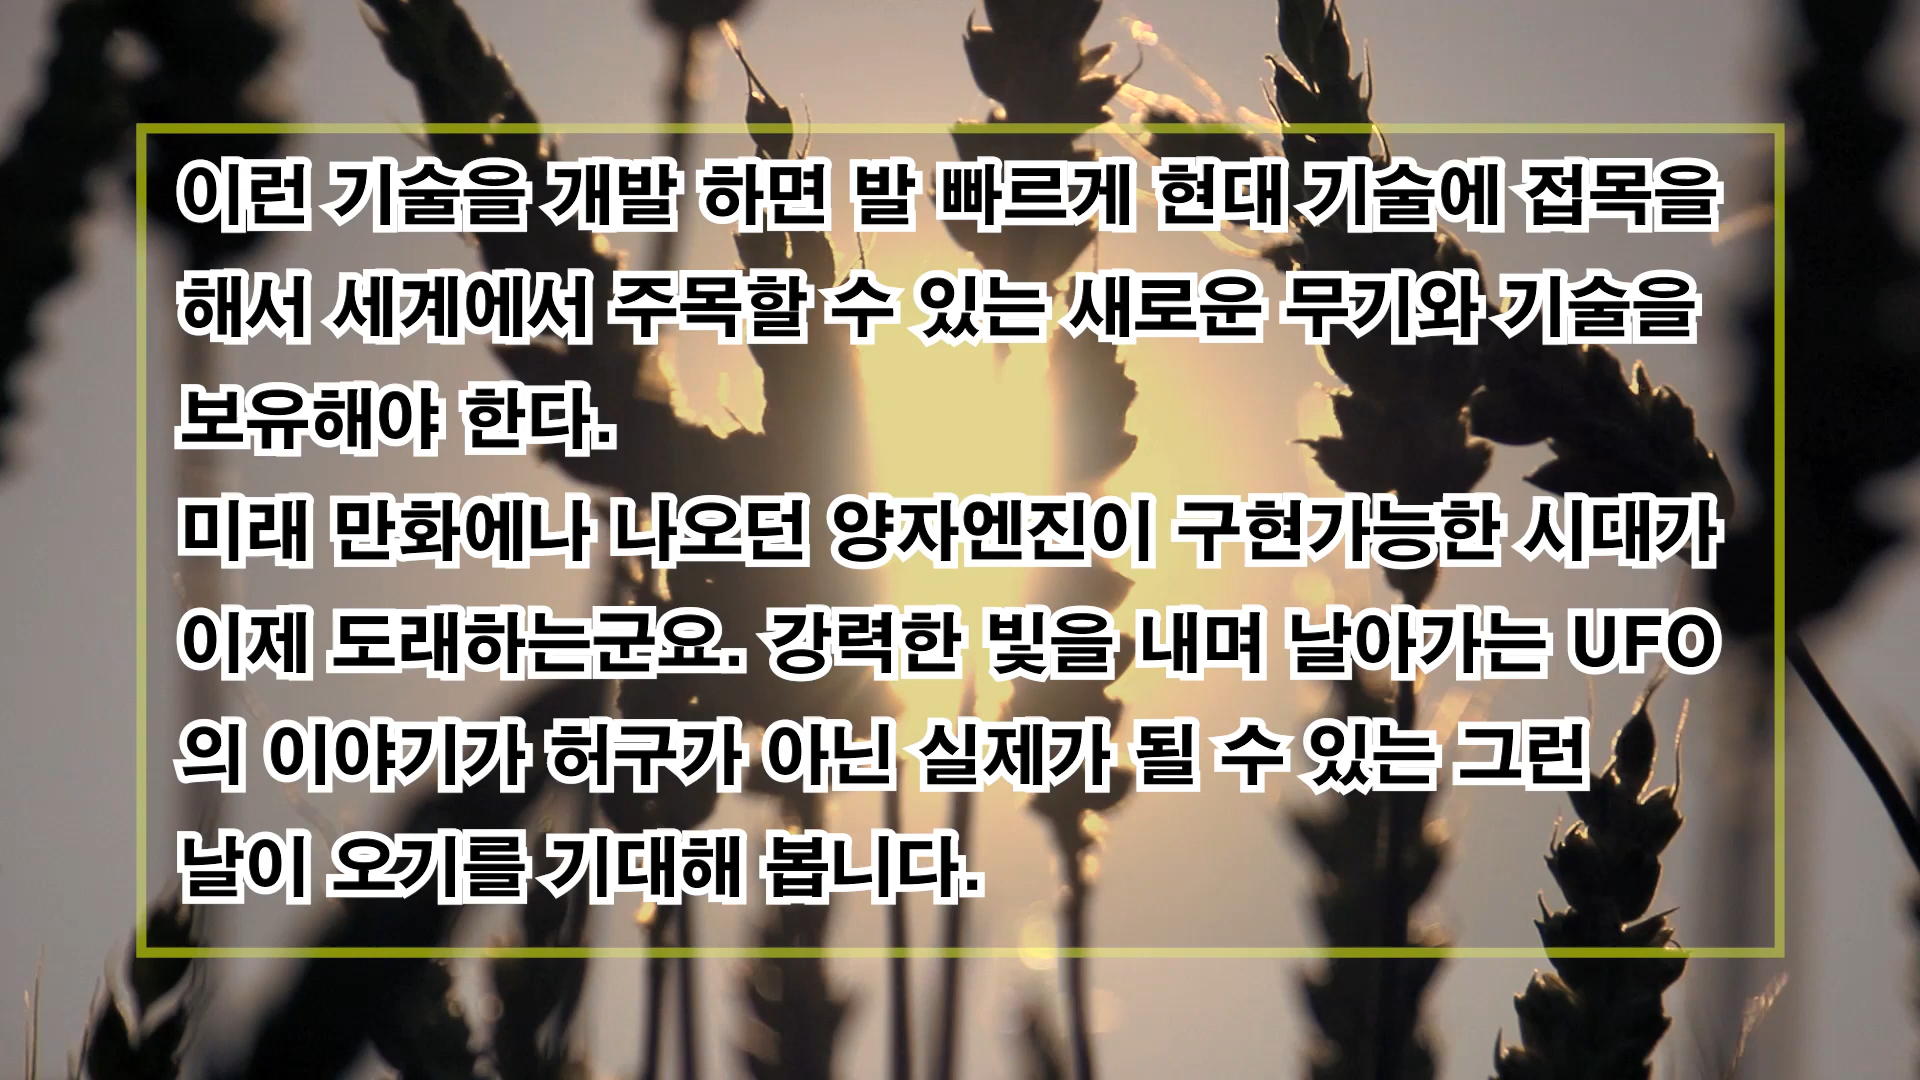 이런 기술을 개발 하면 발 빠르게 현대 기술에 접목을
해서 세계에서 주목할 수 있는 새로운 무기와 기술을
보유해야 한다.
미래 만화에나 나오던 양자엔진이 구현가능한 시대가
이제 도래하는군요. 강력한 빛을 내며 날아가는 UFO
의 이야기가 허구가 아닌 실제가 될 수 있는 그런
날이 오기를 기대해 봅니다.